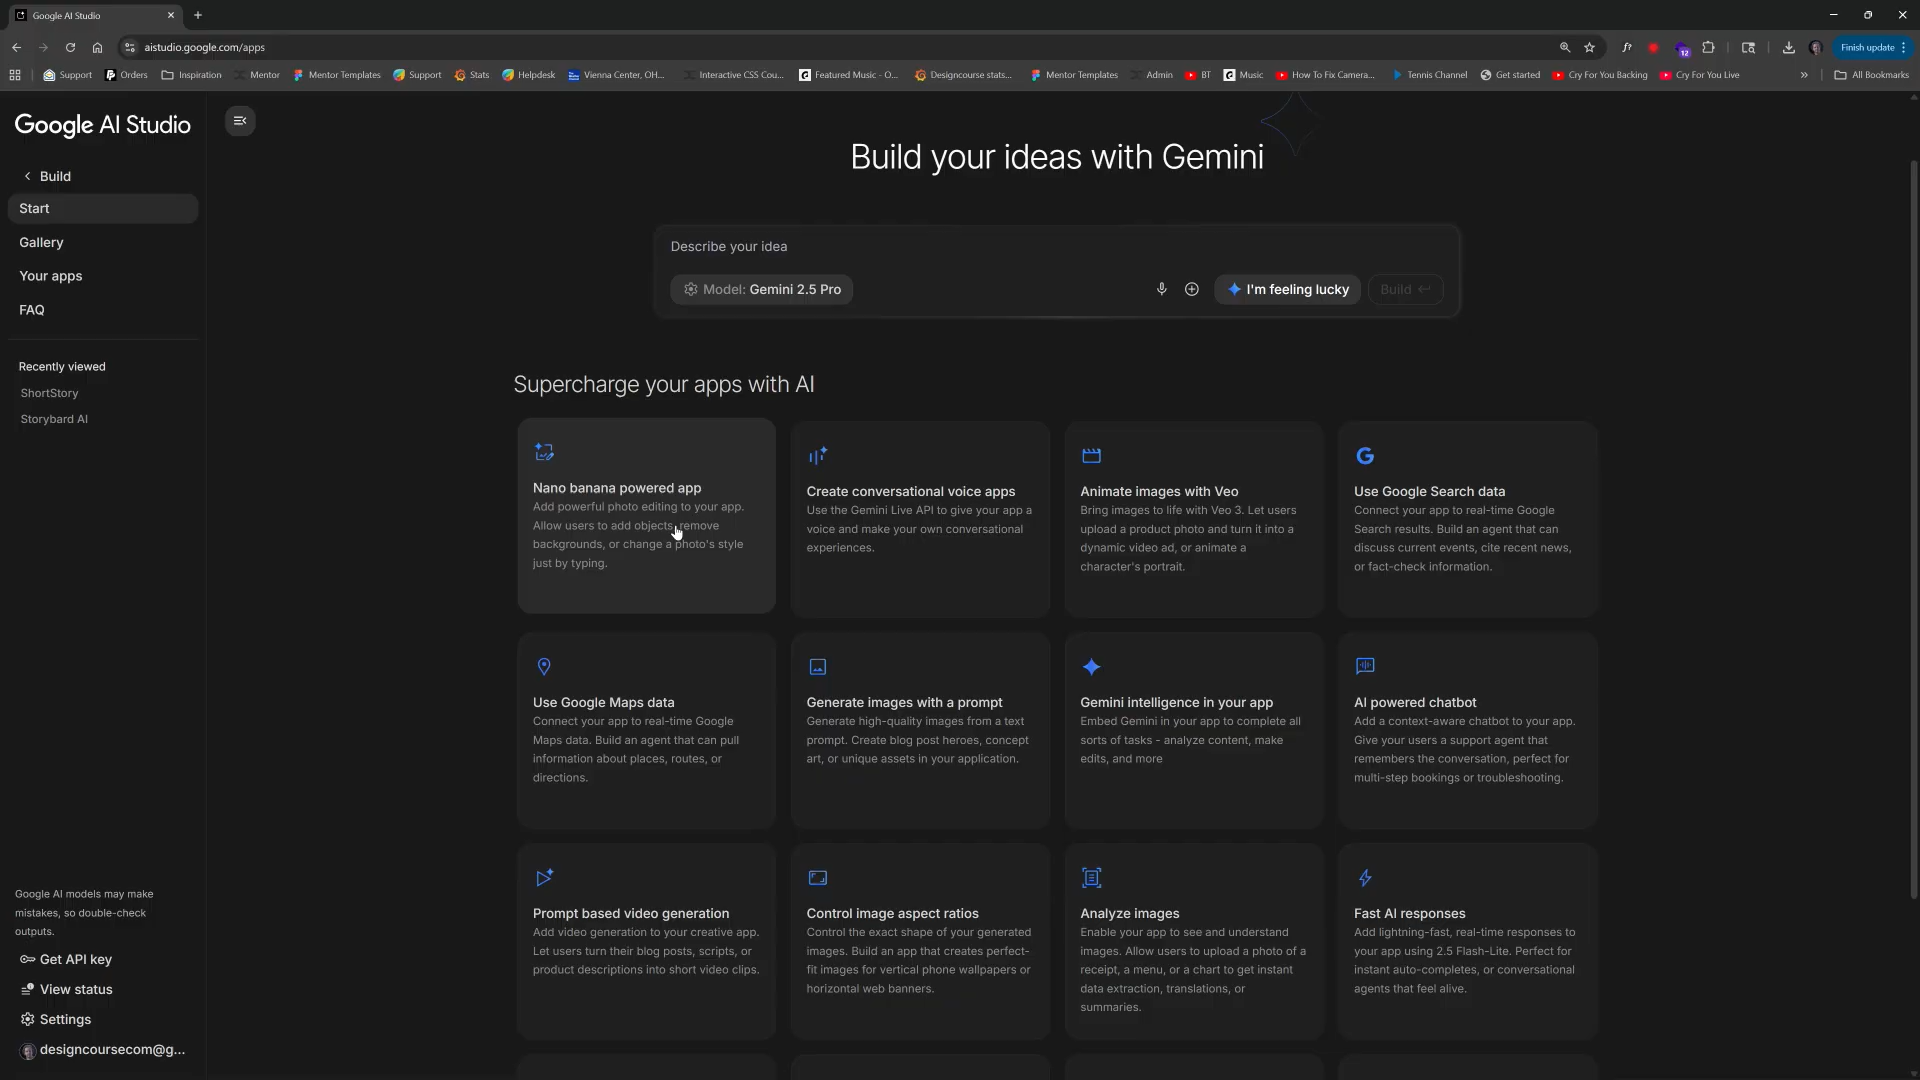 Google AI Studio
aistudio.google.com/apps
12
Finish update
Support
Orders
Inspiration
Mentor
Mentor Templates
Support
Stats
Helpdesk
Vienna Center, OH...
Interactive CSS Cou...
Featured Music - O...
Designcourse stats...
Mentor Templates
Admin
BT
Music
How To Fix Camera...
Tennis Channel
Get started
Cry For You Backing
Cry For You Live
All Bookmarks
Google AI Studio
Build
Start
Gallery
Your apps
FAQ
Recently viewed
ShortStory
Storybard AI
Google AI models may make
mistakes, so double-check
outputs.
Get API key
View status
Settings
designcoursecom@g...
Build your ideas with Gemini
Describe your idea
Model: Gemini 2.5 Pro
I'm feeling lucky
Build
Supercharge your apps with AI
Nano banana powered app
Add powerful photo editing to your app.
Allow users to add objects, remove
backgrounds, or change a photo's style
just by typing.
Create conversational voice apps
Use the Gemini Live API to give your app a
voice and make your own conversational
experiences.
Animate images with Veo
Bring images to life with Veo 3. Let users
upload a product photo and turn it into a
dynamic video ad, or animate a
character's portrait.
Use Google Search data
Connect your app to real-time Google
Search results. Build an agent that can
discuss current events, cite recent news,
or fact-check information.
Use Google Maps data
Connect your app to real-time Google
Maps data. Build an agent that can pull
information about places, routes, or
directions.
Generate images with a prompt
Generate high-quality images from a text
prompt. Create blog post heroes, concept
art, or unique assets in your application.
Gemini intelligence in your app
Embed Gemini in your app to complete all
sorts of tasks - analyze content, make
edits, and more
AI powered chatbot
Add a context-aware chatbot to your app.
Give your users a support agent that
remembers the conversation, perfect for
multi-step bookings or troubleshooting.
Prompt based video generation
Add video generation to your creative app.
Let users turn their blog posts, scripts, or
product descriptions into short video clips.
Control image aspect ratios
Control the exact shape of your generated
images. Build an app that creates perfect-
fit images for vertical phone wallpapers or
horizontal web banners.
Analyze images
Enable your app to see and understand
images. Allow users to upload a photo of a
receipt, a menu, or a chart to get instant
data extraction, translations, or
summaries.
Fast AI responses
Add lightning-fast, real-time responses to
your app using 2.5 Flash-Lite. Perfect for
instant auto-completes, or conversational
agents that feel alive.